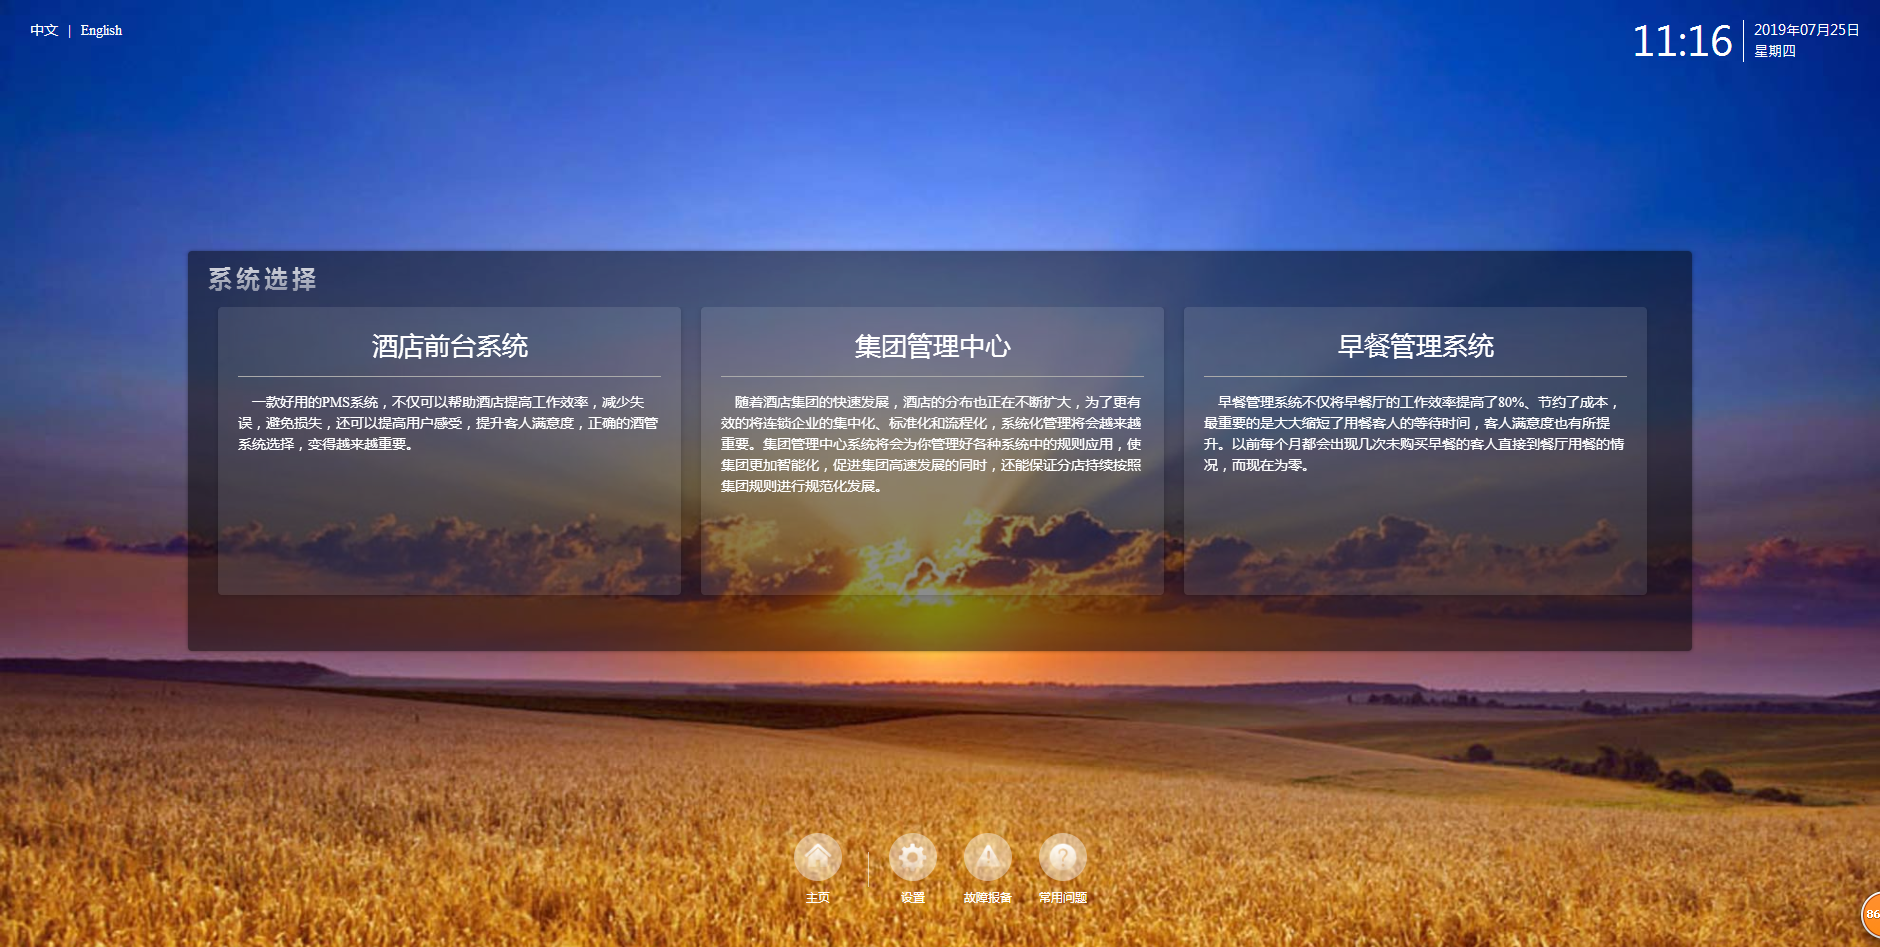 中文 | English
11:16
2019年07月25日
星期四
系统选择
酒店前台系统
一款好用的PMS系统，不仅可以帮助酒店提高工作效率，减少失
误，避免损失，还可以提高用户感受，提升客人满意度，正确的酒管
系统选择，变得越来越重要。
集团管理中心
随着酒店集团的快速发展，酒店的分布也正在不断扩大，为了更有
效的将连锁企业的集中化、标准化和流程化，系统化管理将会越来越
重要。集团管理中心系统将会为你管理好各种系统中的规则应用，使
集团更加智能化，促进集团高速发展的同时，还能保证分店持续按照
集团规则进行规范化发展。
早餐管理系统
早餐管理系统不仅将早餐厅的工作效率提高了80%、节约了成本，
最重要的是大大缩短了用餐客人的等待时间，客人满意度也有所提
升。以前每个月都会出现几次未购买早餐的客人直接到餐厅用餐的情
况，而现在为零。
主页
设置
故障报备
常用问题
86